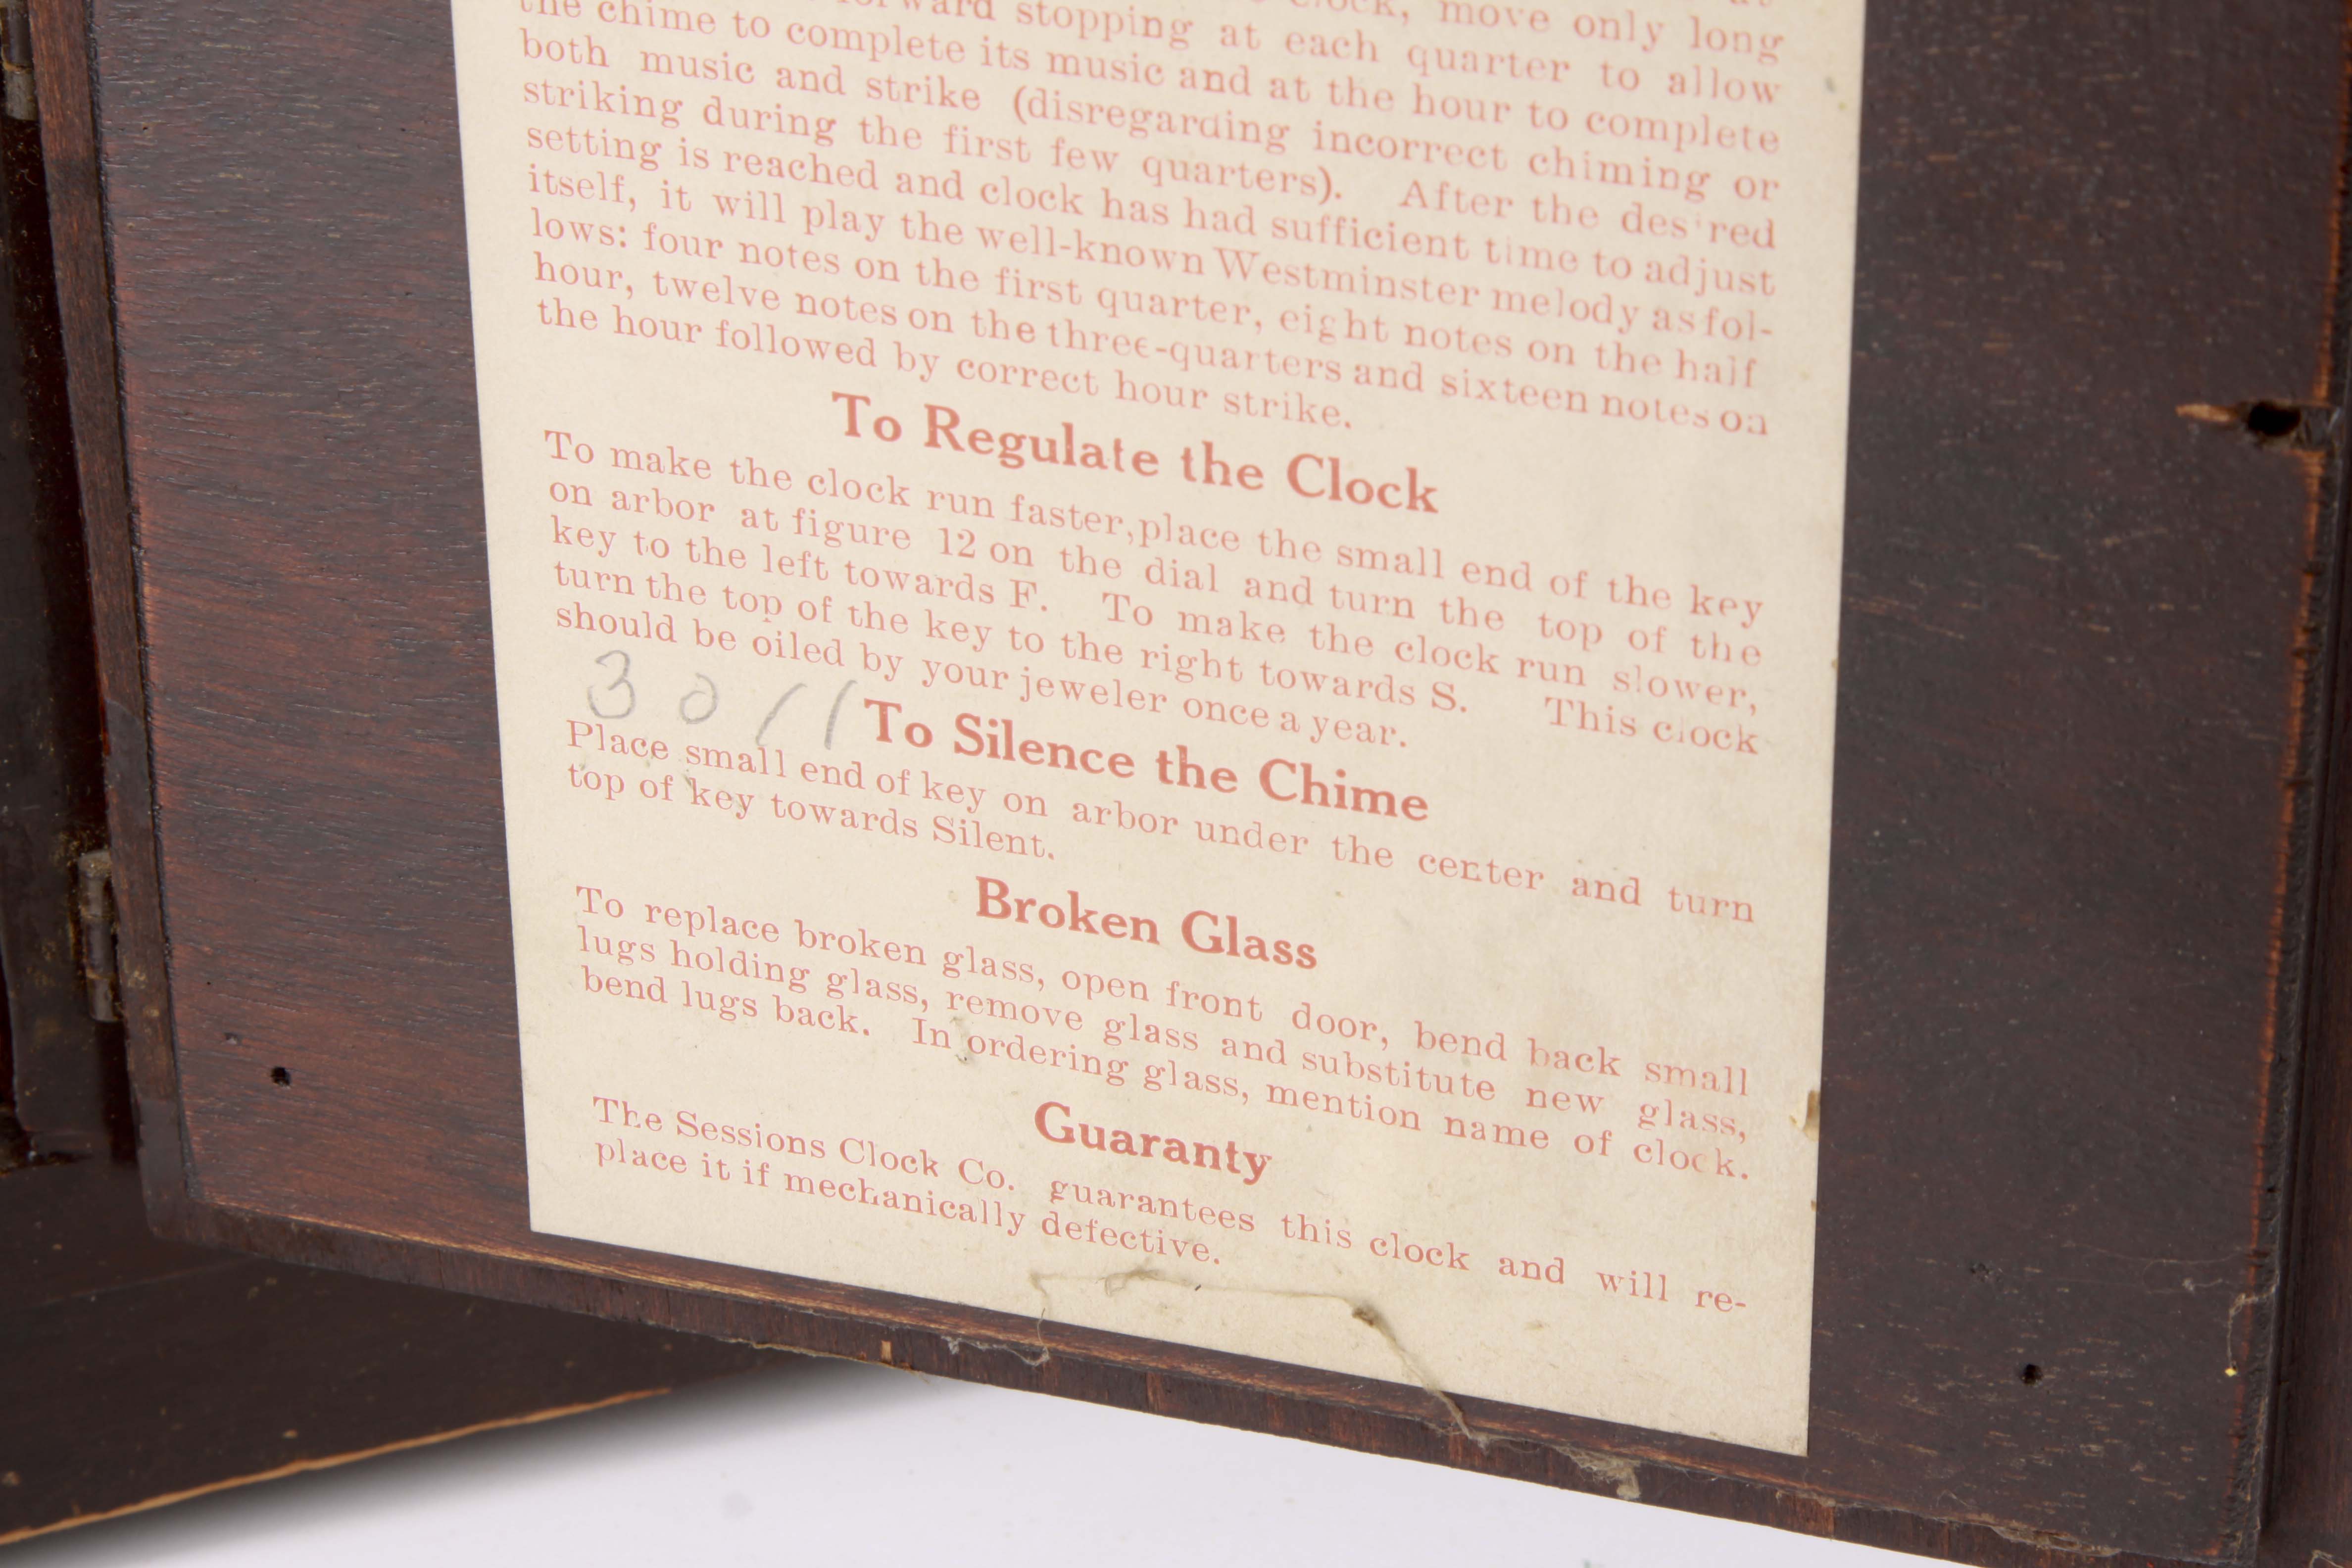 forward stopping at each clock, move only long
the chime to complete its music and at the quarter to allow
both music and strike (disregarding incorrect hour to complete
striking during the first few quarters). After the desired chiming or
setting is reached and clock has had sufficient time to adjust
itself, it will play the well-known Westminster melody as fol-
lows: four notes on the first quarter, eight notes on the half
hour, twelve notes on the three-quarters and sixteen notes on
the hour followed by correct hour strike.
To Regulate the Clock
To make the clock run faster, place the small end of the key
on arbor at figure 12 on the dial and turn the top of the
key to the left towards F. To make the clock run slower,
turn the top of the key to the right towards S. This clock
should be oiled by your jeweler once a year.
3011
To Silence the Chime
Place small end of key on arbor under the center and turn
top of key towards Silent.
Broken Glass
To replace broken glass, open front door, bend back small
lugs holding glass, remove glass and substitute new glass,
bend lugs back. In ordering glass, mention name of clock.
Guaranty
The Sessions Clock Co. guarantees this clock and will re-
place it if mechanically defective.